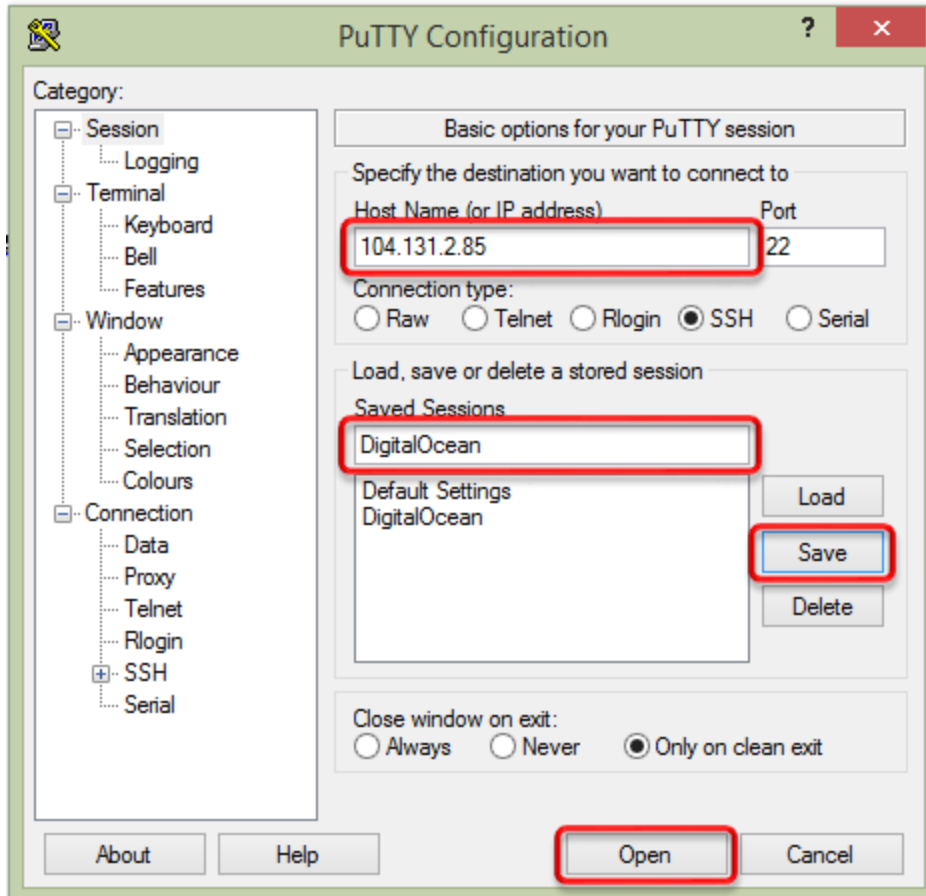 PuTTY Configuration
?
Category:
Session
Logging
Terminal
Keyboard
Bell
Features
Window
Appearance
Behaviour
Translation
Selection
Colours
Connection
Data
Proxy
Telnet
Rlogin
SSH
Serial
Basic options for your PuTTY session
Specify the destination you want to connect to
Host Name (or IP address) Port
104.131.2.85 22
Connection type:
Raw Telnet Rlogin SSH Serial
Load, save or delete a stored session
Saved Sessions
DigitalOcean
Default Settings
DigitalOcean
Load
Save
Delete
Close window on exit:
Always Never Only on clean exit
About Help Open Cancel